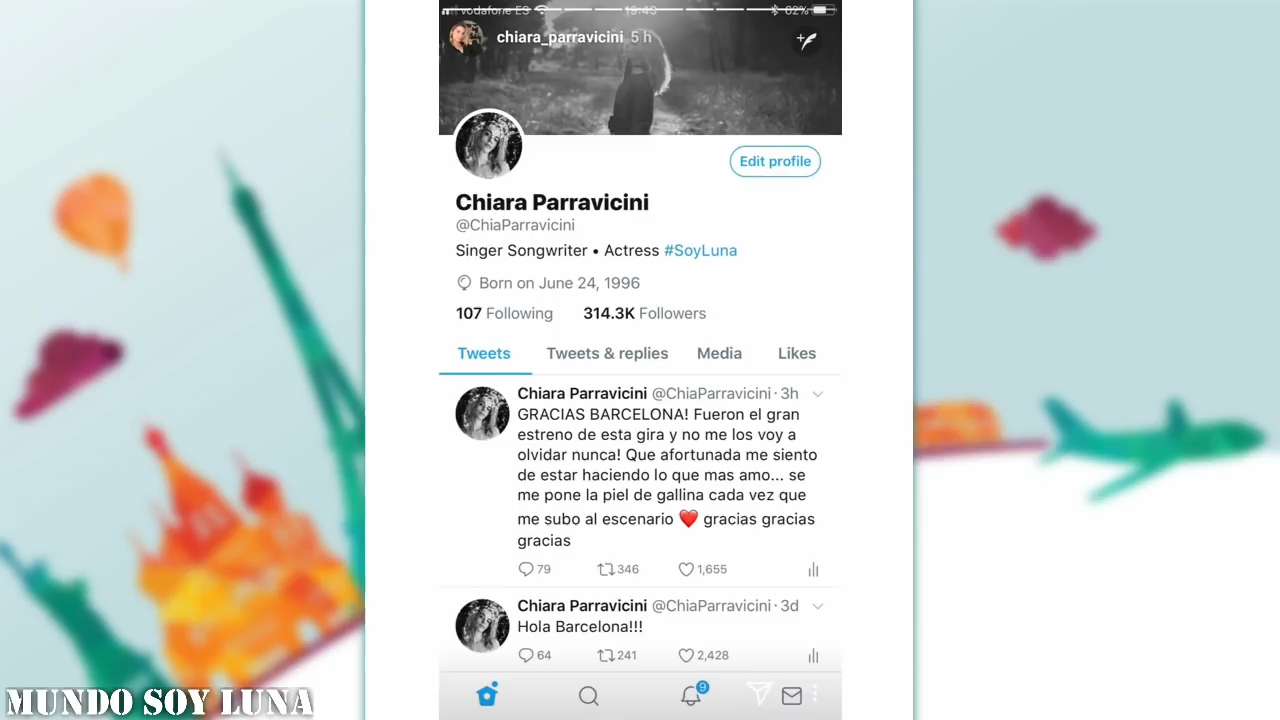 vodafone ES 19:43 62%
chiara_parravicini 5 h
Edit profile
Chiara Parravicini
@ChiaParravicini
Singer Songwriter • Actress #SoyLuna
Born on June 24, 1996
107 Following 314.3K Followers
Tweets Tweets & replies Media Likes
Chiara Parravicini @ChiaParravicini · 3h
GRACIAS BARCELONA! Fueron el gran
estreno de esta gira y no me los voy a
olvidar nunca! Que afortunada me siento
de estar haciendo lo que mas amo... se
me pone la piel de gallina cada vez que
me subo al escenario ❤️ gracias gracias
gracias
79 346 1,655
Chiara Parravicini @ChiaParravicini · 3d
Hola Barcelona!!!
64 241 2,428
9
MUNDO SOY LUNA